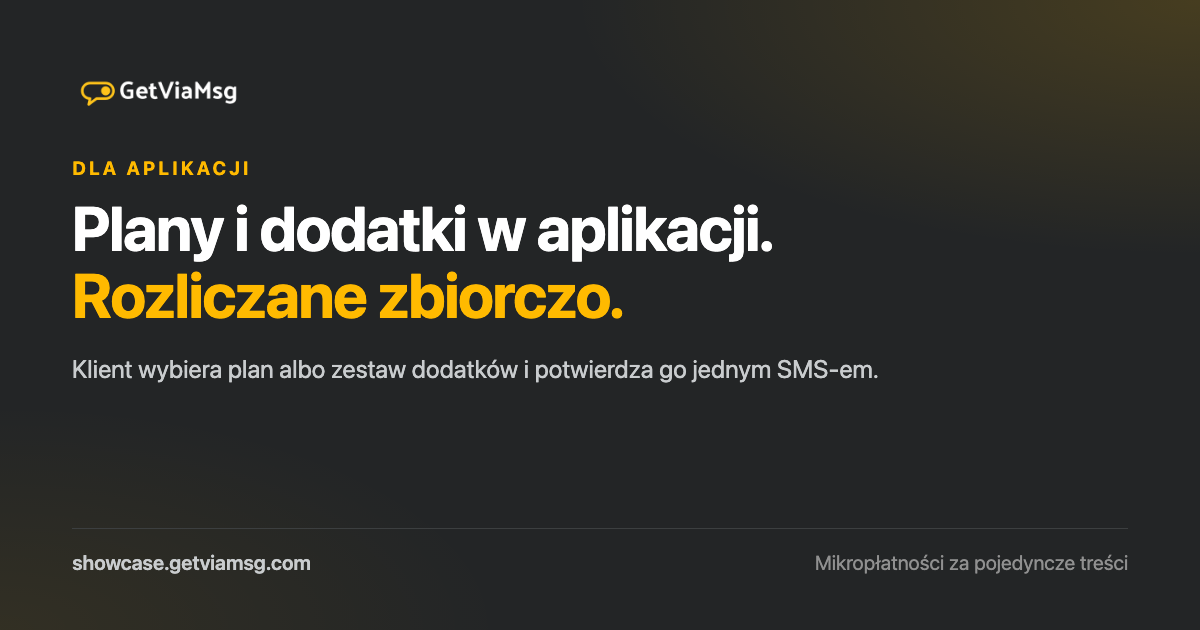 GetViaMsg
DLA APLIKACJI
Plany i dodatki w aplikacji.
Rozliczane zbiorczo.
Klient wybiera plan albo zestaw dodatków i potwierdza go jednym SMS-em.
showcase.getviamsg.com
Mikropłatności za pojedyncze treści